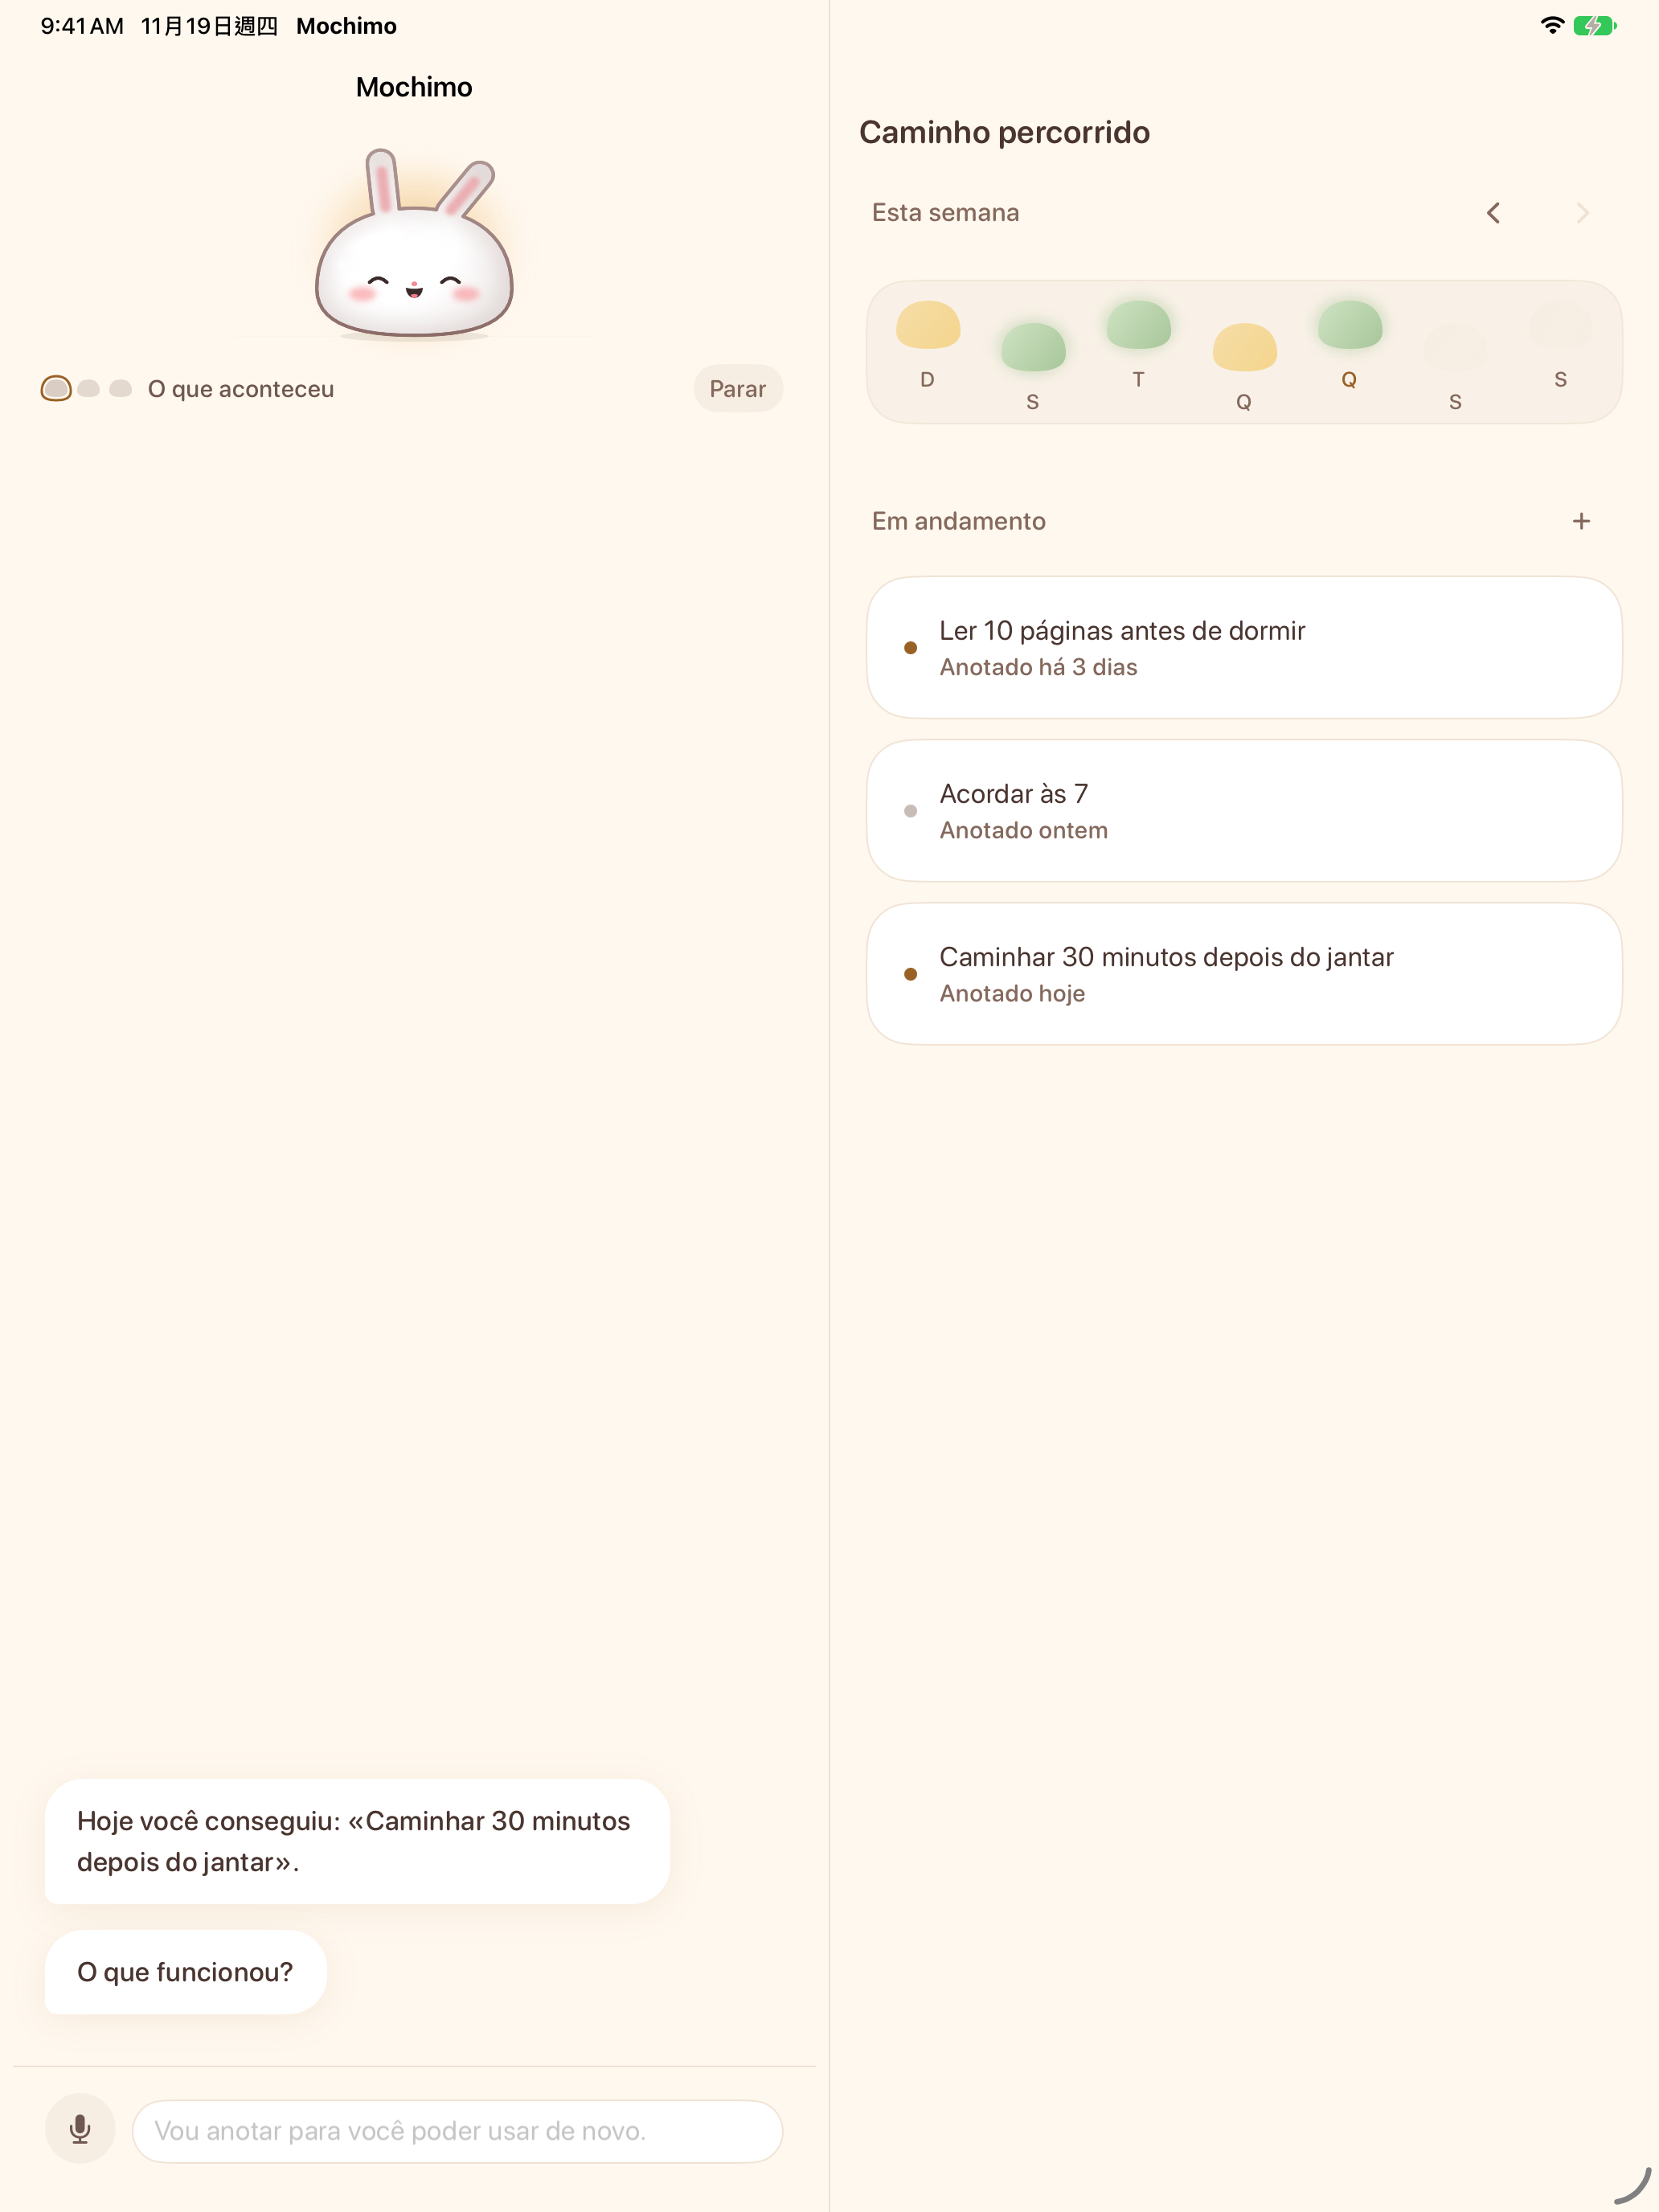 9:41 AM 11月19日週四 Mochimo
Mochimo
O que aconteceu
Parar
Hoje você conseguiu: «Caminhar 30 minutos
depois do jantar».
O que funcionou?
Vou anotar para você poder usar de novo.
Caminho percorrido
Esta semana
D
S
T
Q
Q
S
S
Em andamento
Ler 10 páginas antes de dormir
Anotado há 3 dias
Acordar às 7
Anotado ontem
Caminhar 30 minutos depois do jantar
Anotado hoje